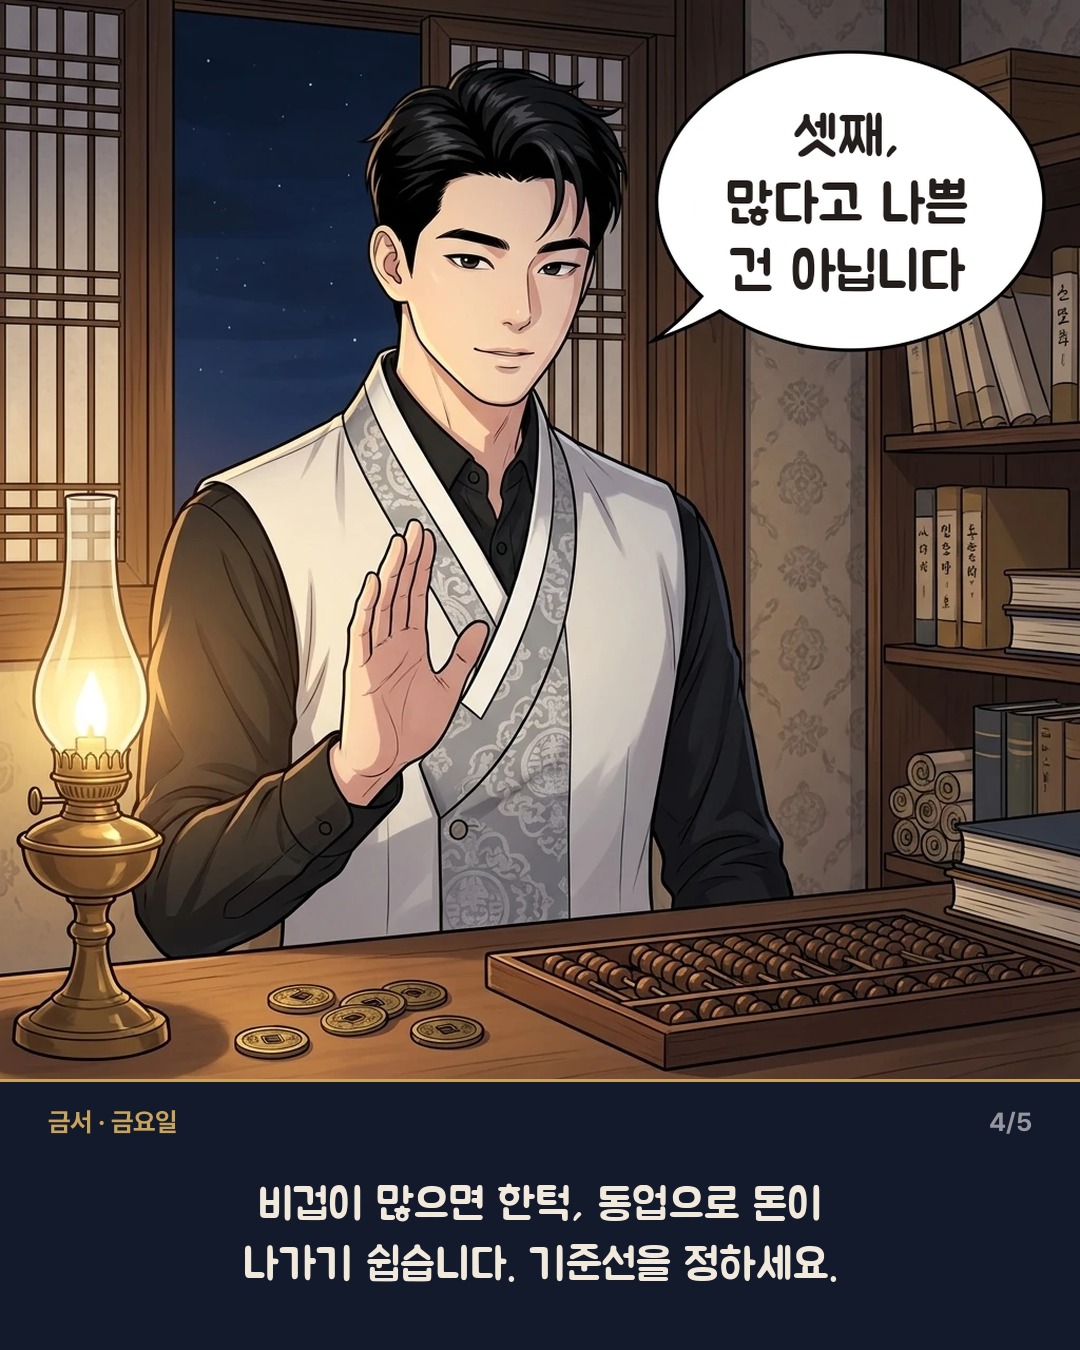 셋째,
많다고 나쁜
건 아닙니다
금서 · 금요일
4/5
비겁이 많으면 한턱, 동업으로 돈이
나가기 쉽습니다. 기준선을 정하세요.